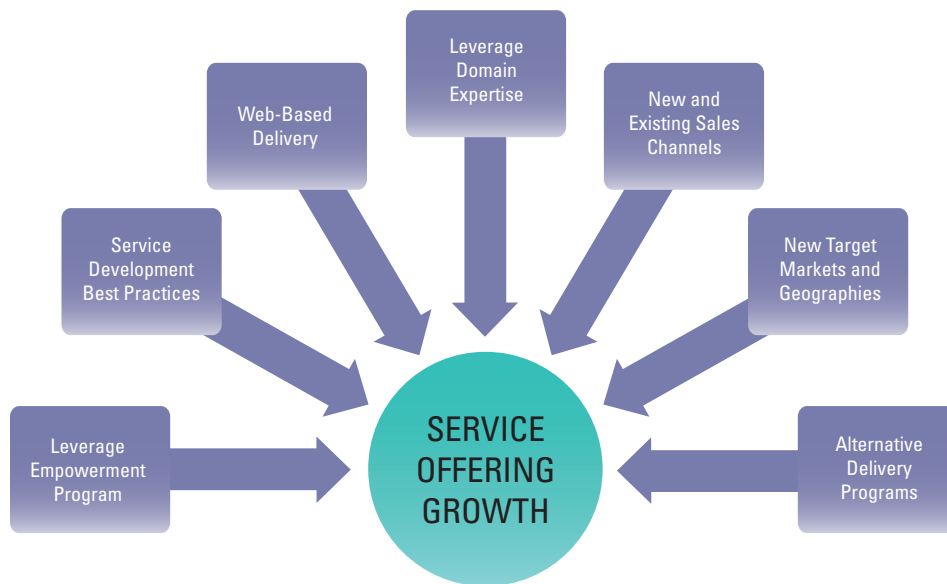 Leverage
Domain
Expertise
Web-Based
Delivery
New and
Existing Sales
Channels
Service
Development
Best Practices
New Target
Markets and
Geographies
Leverage
Empowerment
Program
SERVICE
OFFERING
GROWTH
Alternative
Delivery
Programs